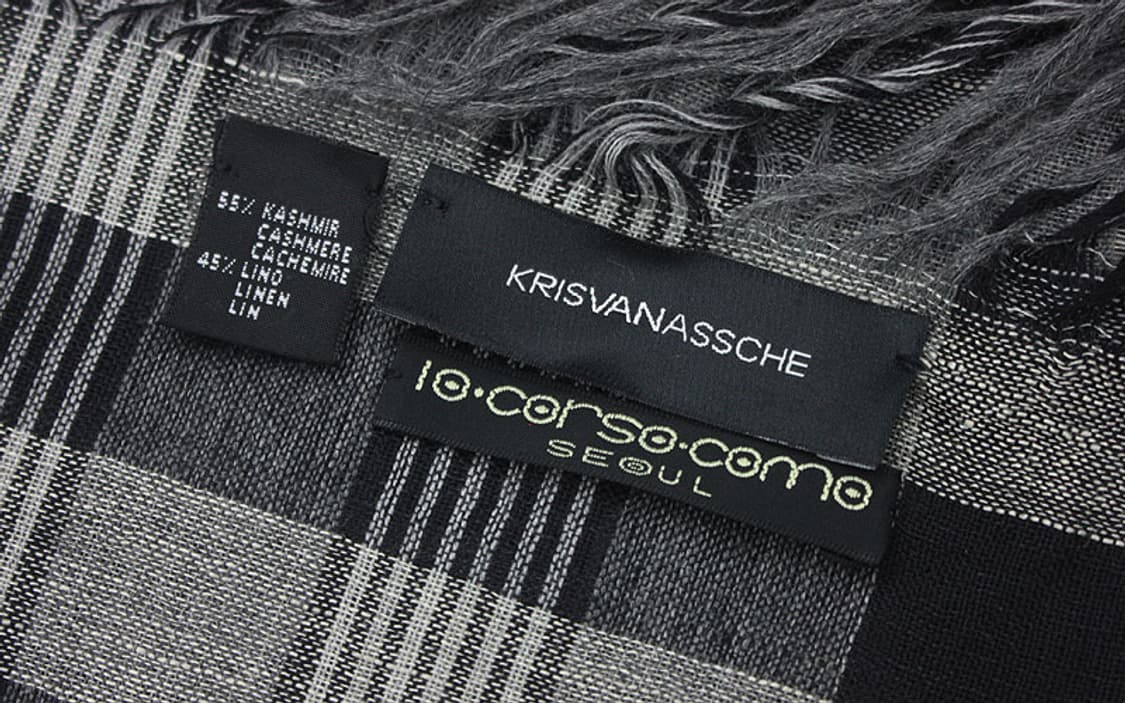 55% KASHMIR
CASHMERE
CACHEMIRE
45% LINO
LINEN
LIN
KRISVANASSCHE
10·corso·como
SEOUL